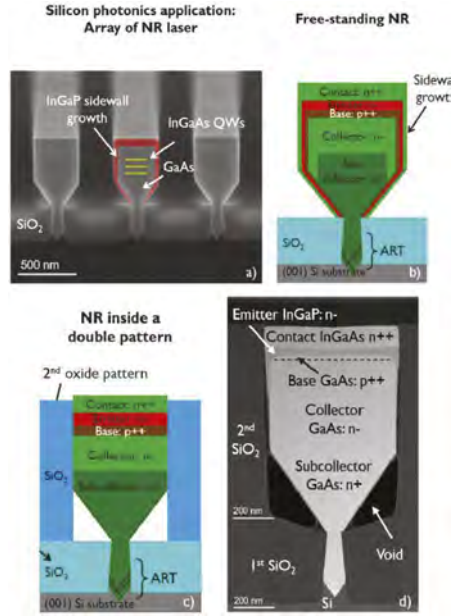 Silicon photonics application:
Array of NR laser
InGaP sidewall
growth
InGaAs QWs
GaAs
SiO2
500 nm
a)
Free-standing NR
Sidewa
growth
Contact n++
Base: p++
Collector n-
SiO2
ART
(001) Si substrate
b)
NR inside a
double pattern
2nd oxide pattern
Contact: n++
Base: p++
Collector: n-
Subcollector
SiO2
SiO2
ART
(001) Si substrate
c)
Emitter InGaP: n-
Contact InGaAs n++
Base GaAs: p++
Collector
GaAs: n-
2nd
SiO2
Subcollector
GaAs: n+
200 nm
Void
1st SiO2
Si
200 nm
d)